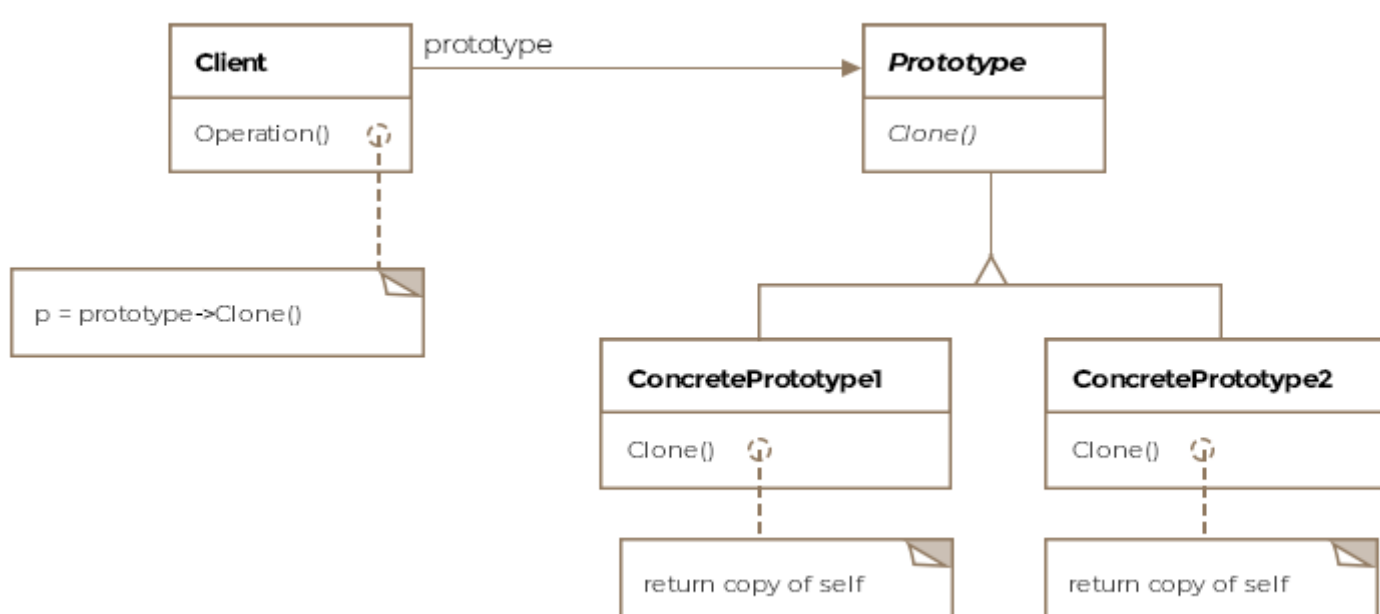 prototype
Client
Prototype
Operation()
Clone()
p = prototype->Clone()
ConcretePrototype1
ConcretePrototype2
Clone()
Clone()
return copy of self
return copy of self